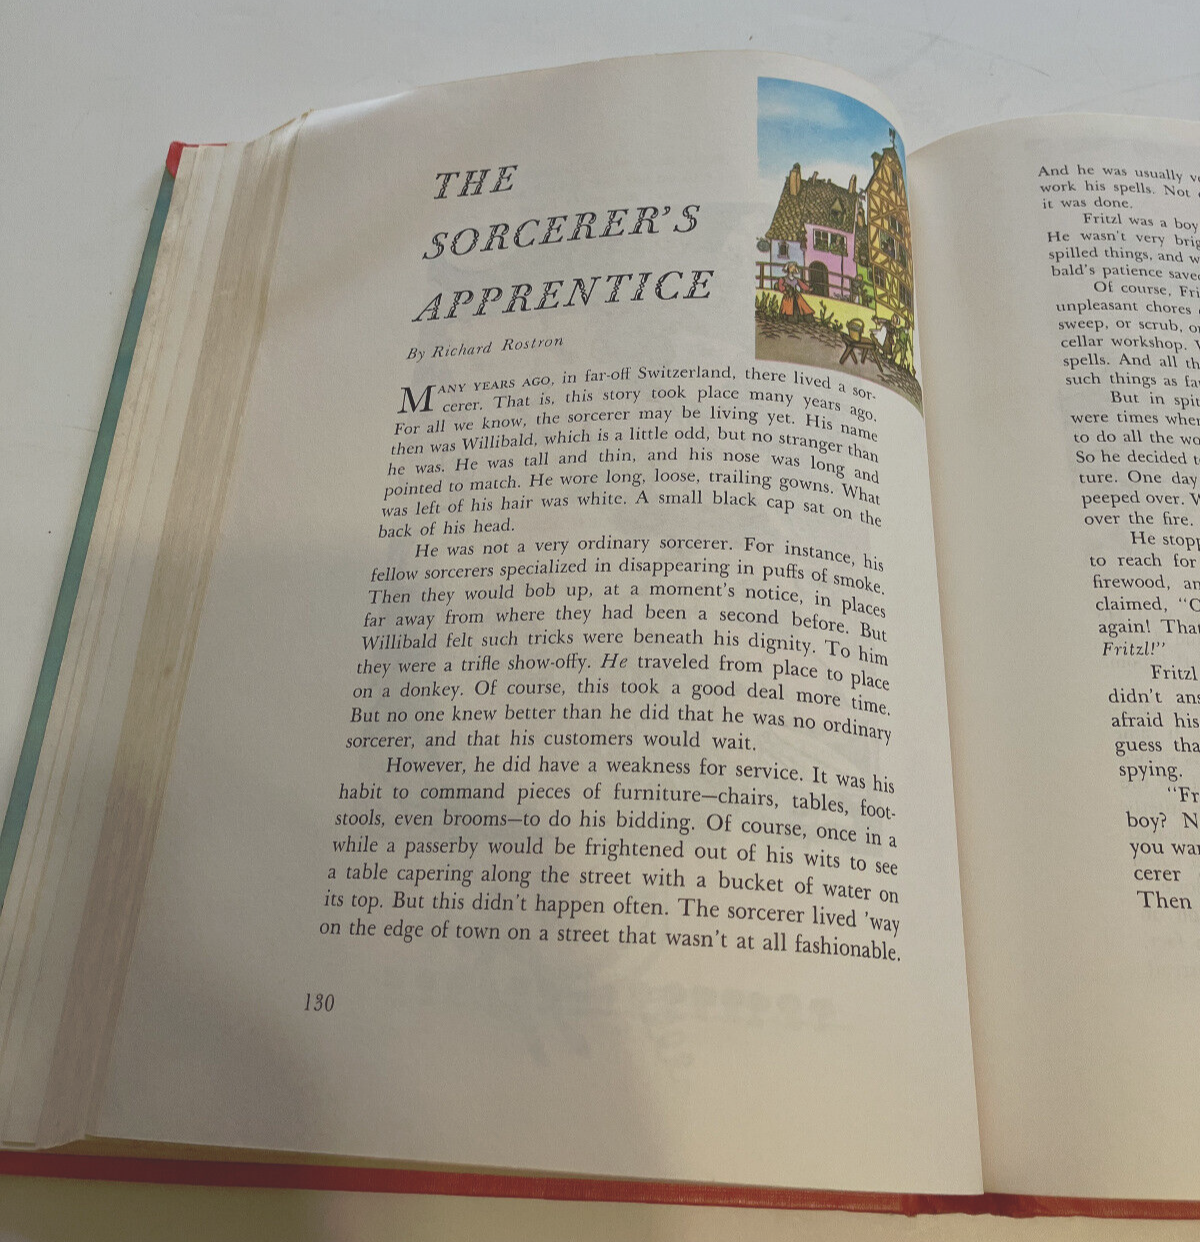 THE
SORCERER'S
APPRENTICE
By Richard Rostron
MANY YEARS AGO, in far-off Switzerland, there lived a sor-
cerer. That is, this story took place many years ago.
For all we know, the sorcerer may be living yet. His name
then was Willibald, which is a little odd, but no stranger than
he was. He was tall and thin, and his nose was long and
pointed to match. He wore long, loose, trailing gowns. What
was left of his hair was white. A small black cap sat on the
back of his head.
He was not a very ordinary sorcerer. For instance, his
fellow sorcerers specialized in disappearing in puffs of smoke.
Then they would bob up, at a moment's notice, in places
far away from where they had been a second before. But
Willibald felt such tricks were beneath his dignity. To him
they were a trifle show-offy. He traveled from place to place
on a donkey. Of course, this took a good deal more time.
But no one knew better than he did that he was no ordinary
sorcerer, and that his customers would wait.
However, he did have a weakness for service. It was his
habit to command pieces of furniture—chairs, tables, foot-
stools, even brooms—to do his bidding. Of course, once in a
while a passerby would be frightened out of his wits to see
a table capering along the street with a bucket of water on
its top. But this didn't happen often. The sorcerer lived 'way
on the edge of town on a street that wasn't at all fashionable.
130
And he was usually
work his spells. Not
it was done.
Fritzl was a boy
He wasn't very
spilled things, and
bald's patience
Of course,
unpleasant chores
sweep, or scrub,
cellar workshop.
spells. And all
such things as
But in
were times
to do all the
So he decided
ture. One day
peeped over.
over the fire.
He
to reach for
firewood,
claimed,
again!
Fritzl!"
Fritzl
didn't
afraid his
guess
spying.
boy?
you
cerer
Then